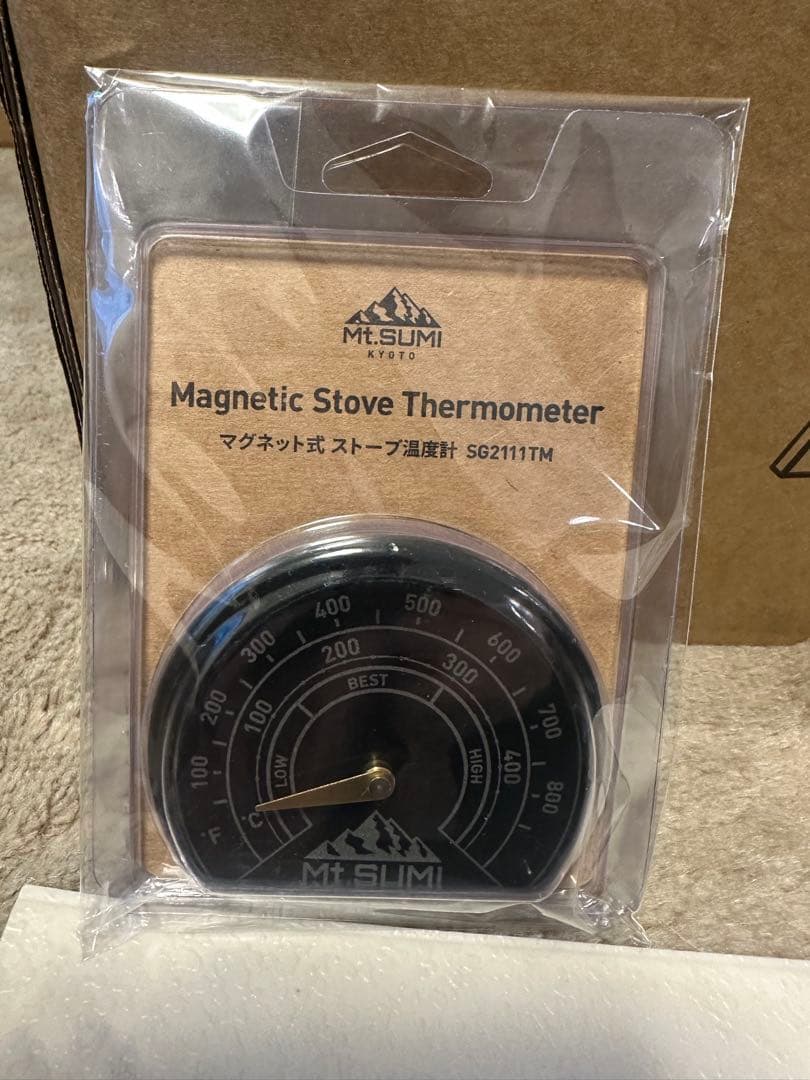 Mt.SUMI
KYOTO
Magnetic Stove Thermometer
マグネット式 ストーブ温度計 SG2111TM
100 200 300 400 500 600 700 800
°F
100 200 300 400
°C
LOW BEST HIGH
Mt.SUMI